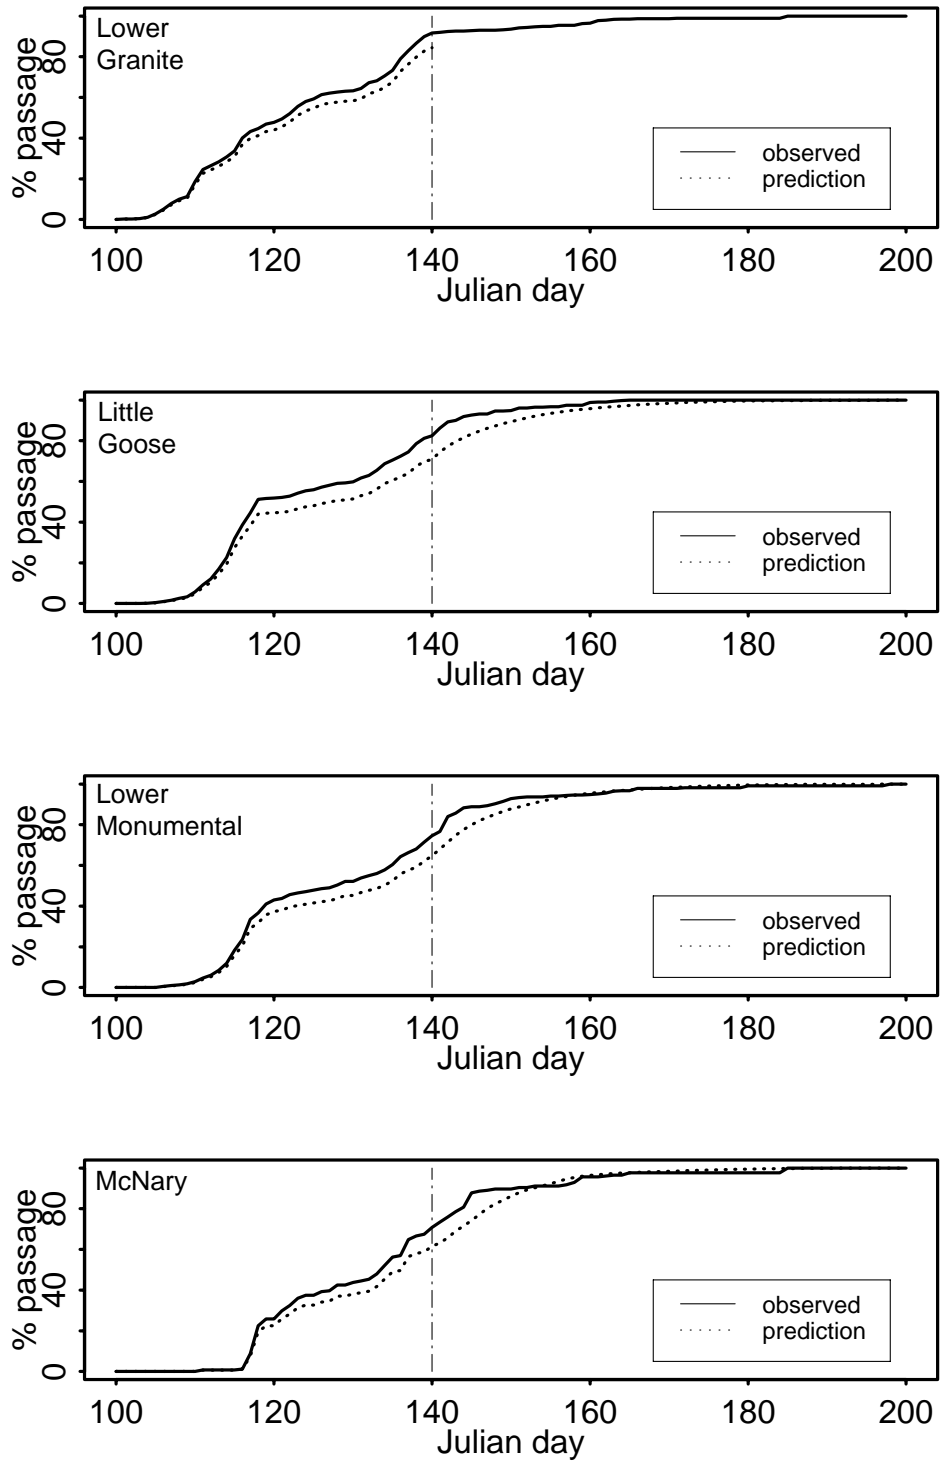 Lower
Granite
% passage
0 40 80
observed
prediction
100 120 140 160 180 200
Julian day
Little
Goose
% passage
0 40 80
observed
prediction
100 120 140 160 180 200
Julian day
Lower
Monumental
% passage
0 40 80
observed
prediction
100 120 140 160 180 200
Julian day
McNary
% passage
0 40 80
observed
prediction
100 120 140 160 180 200
Julian day